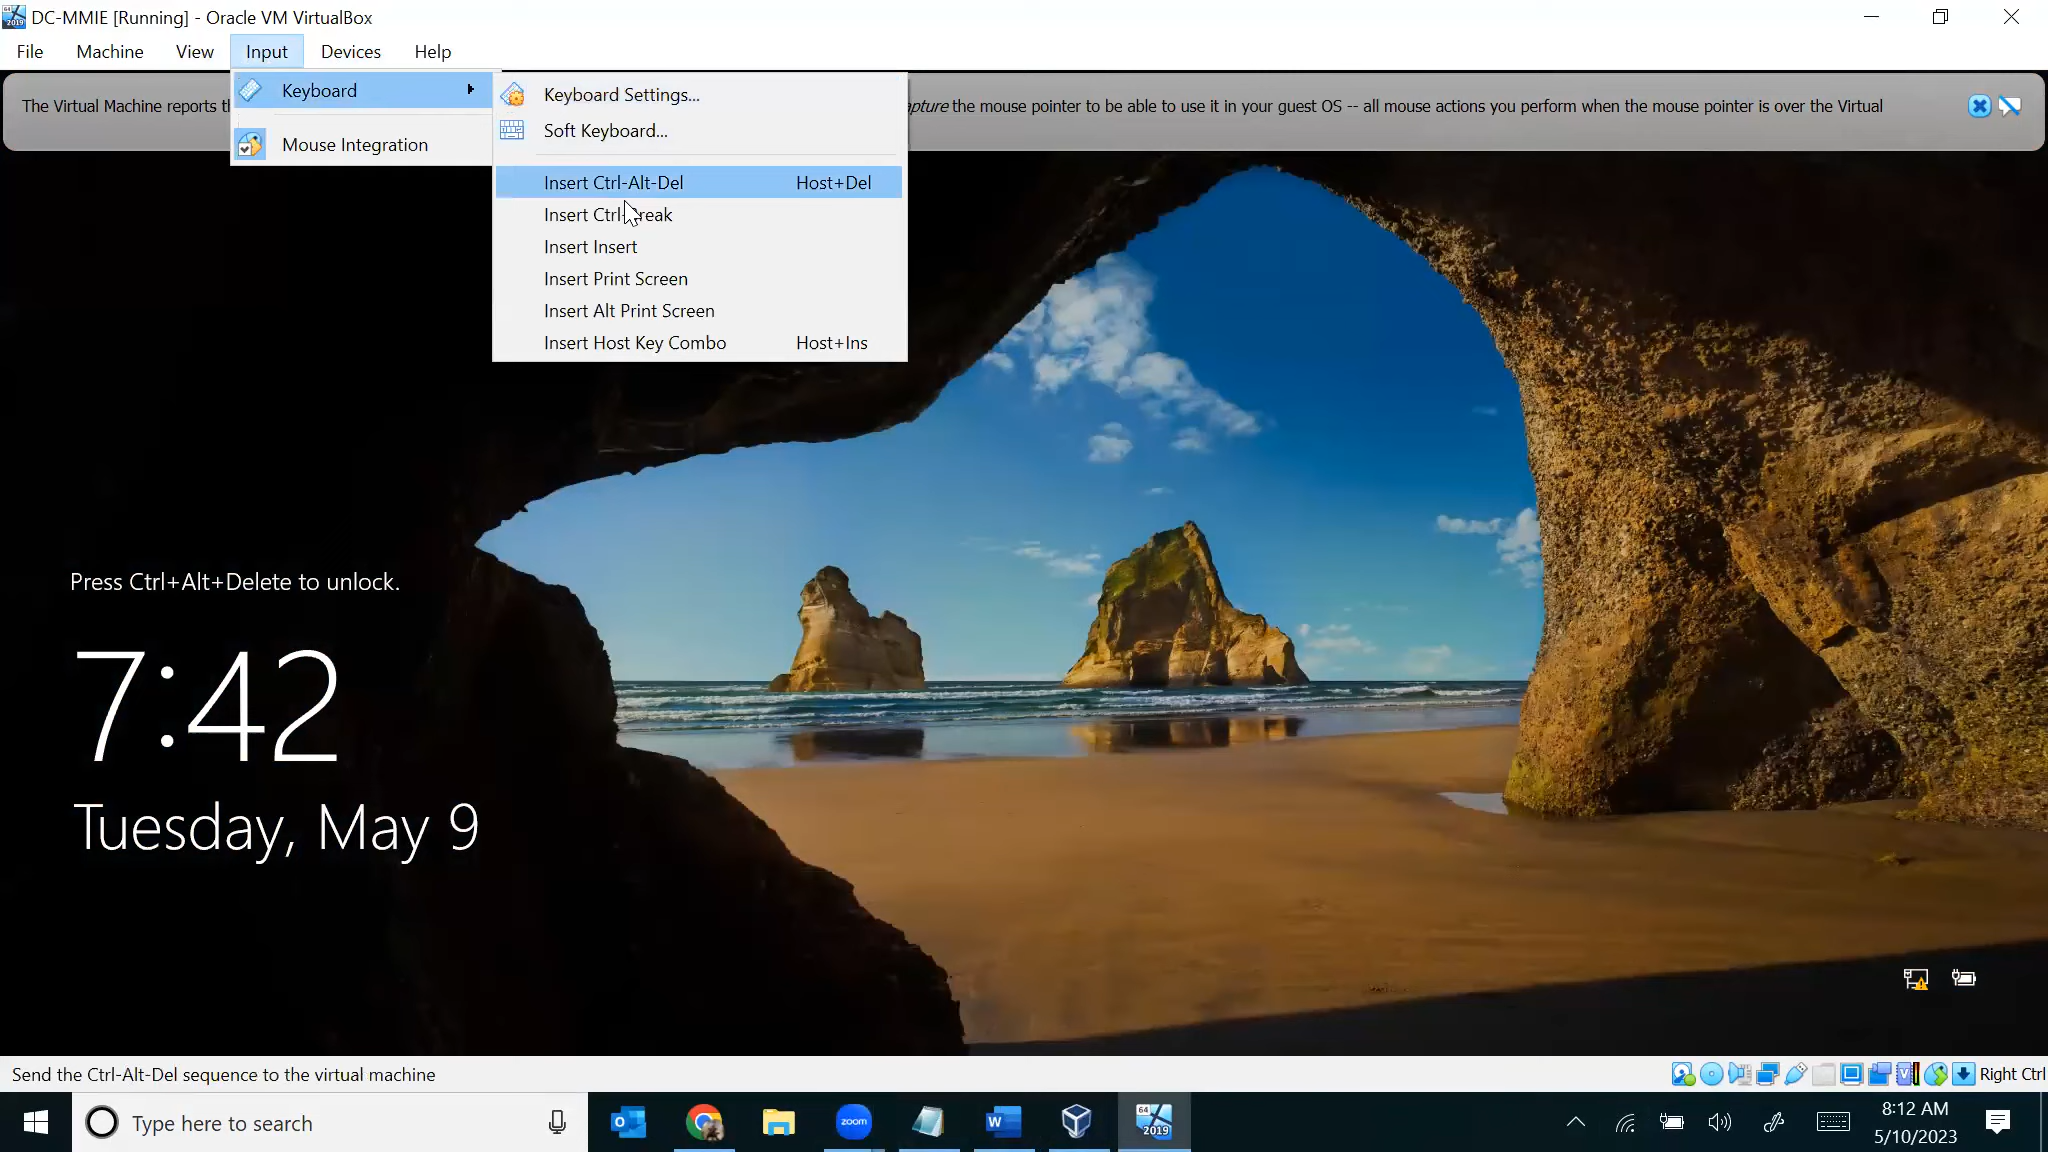 DC-MMIE [Running] - Oracle VM VirtualBox
File Machine View Input Devices Help
Keyboard
Mouse Integration
Keyboard Settings...
Soft Keyboard...
Insert Ctrl-Alt-Del Host+Del
Insert Ctrl reak
Insert Insert
Insert Print Screen
Insert Alt Print Screen
Insert Host Key Combo Host+Ins
The Virtual Machine reports th apture the mouse pointer to be able to use it in your guest OS -- all mouse actions you perform when the mouse pointer is over the Virtual
Press Ctrl+Alt+Delete to unlock.
7:42
Tuesday, May 9
Send the Ctrl-Alt-Del sequence to the virtual machine
Right Ctrl
Type here to search
zoom
64
2019
8:12 AM
5/10/2023